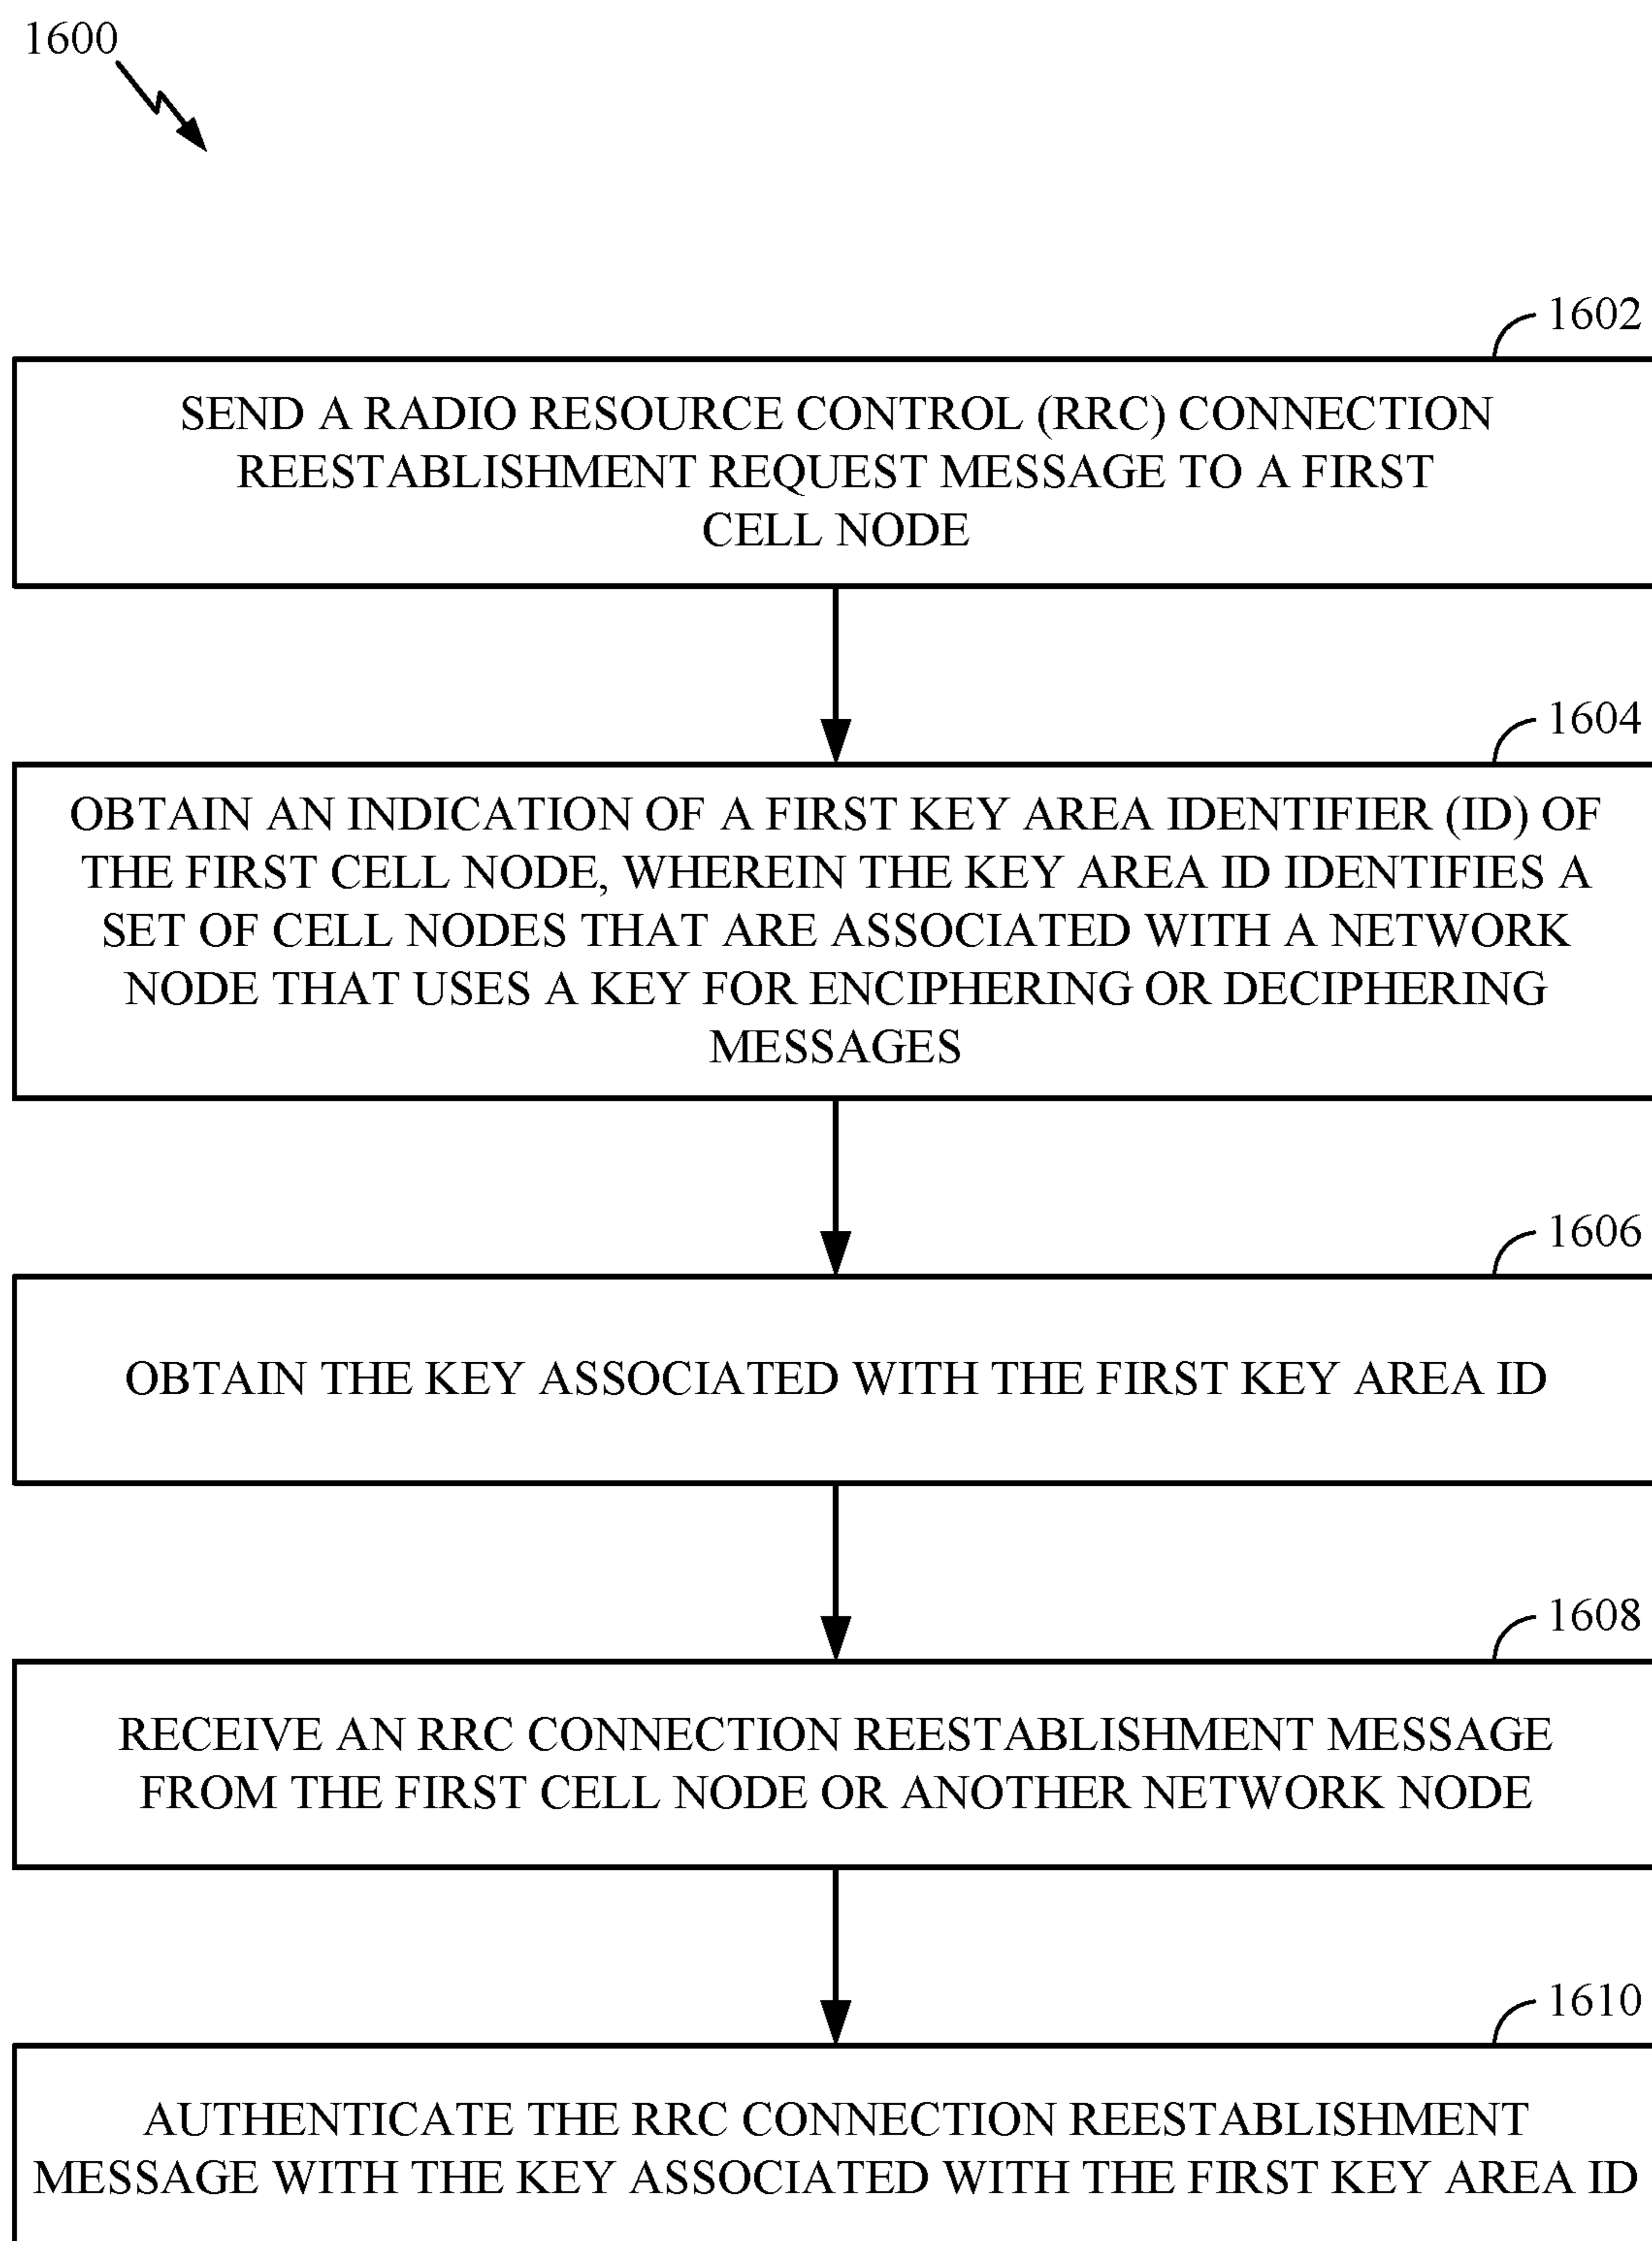 1600
1602
SEND A RADIO RESOURCE CONTROL (RRC) CONNECTION
REESTABLISHMENT REQUEST MESSAGE TO A FIRST
CELL NODE
1604
OBTAIN AN INDICATION OF A FIRST KEY AREA IDENTIFIER (ID) OF
THE FIRST CELL NODE, WHEREIN THE KEY AREA ID IDENTIFIES A
SET OF CELL NODES THAT ARE ASSOCIATED WITH A NETWORK
NODE THAT USES A KEY FOR ENCIPHERING OR DECIPHERING
MESSAGES
1606
OBTAIN THE KEY ASSOCIATED WITH THE FIRST KEY AREA ID
1608
RECEIVE AN RRC CONNECTION REESTABLISHMENT MESSAGE
FROM THE FIRST CELL NODE OR ANOTHER NETWORK NODE
1610
AUTHENTICATE THE RRC CONNECTION REESTABLISHMENT
MESSAGE WITH THE KEY ASSOCIATED WITH THE FIRST KEY AREA ID